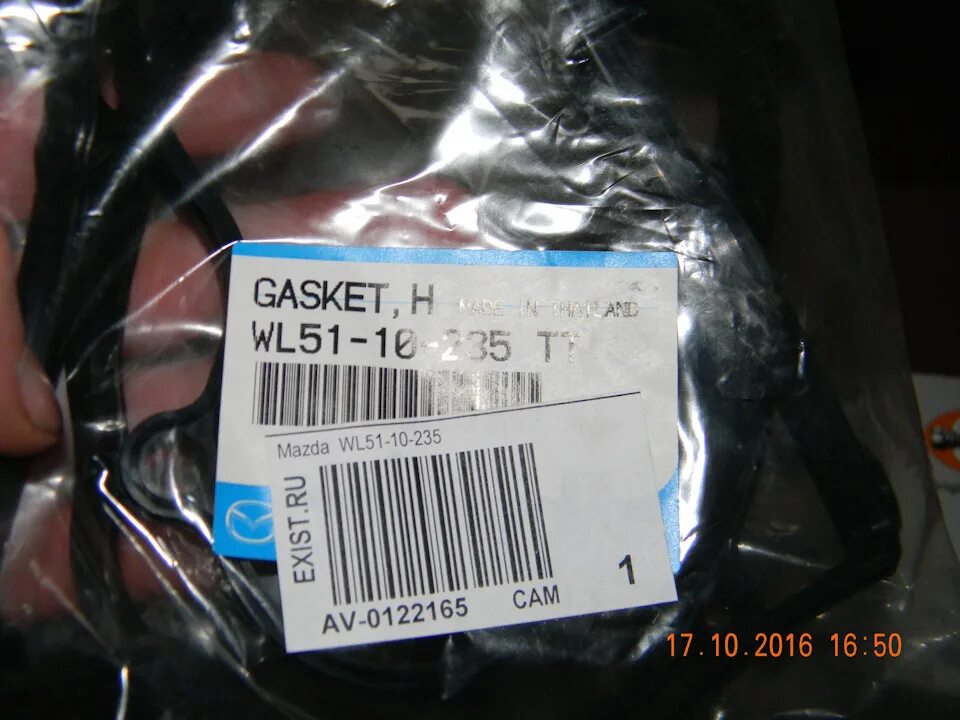 GASKET, H MADE IN THAILAND
WL51-10-235 TT
Mazda WL51-10-235
EXIST.RU
AV-0122165 CAM 1
17.10.2016 16:50